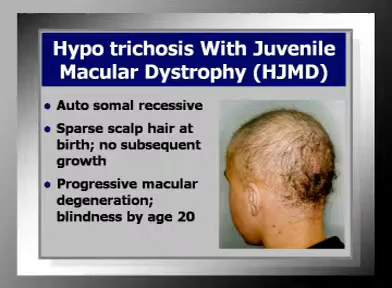 Hypo trichosis With Juvenile
Macular Dystrophy (HJMD)
Auto somal recessive
Sparse scalp hair at
birth; no subsequent
growth
Progressive macular
degeneration;
blindness by age 20